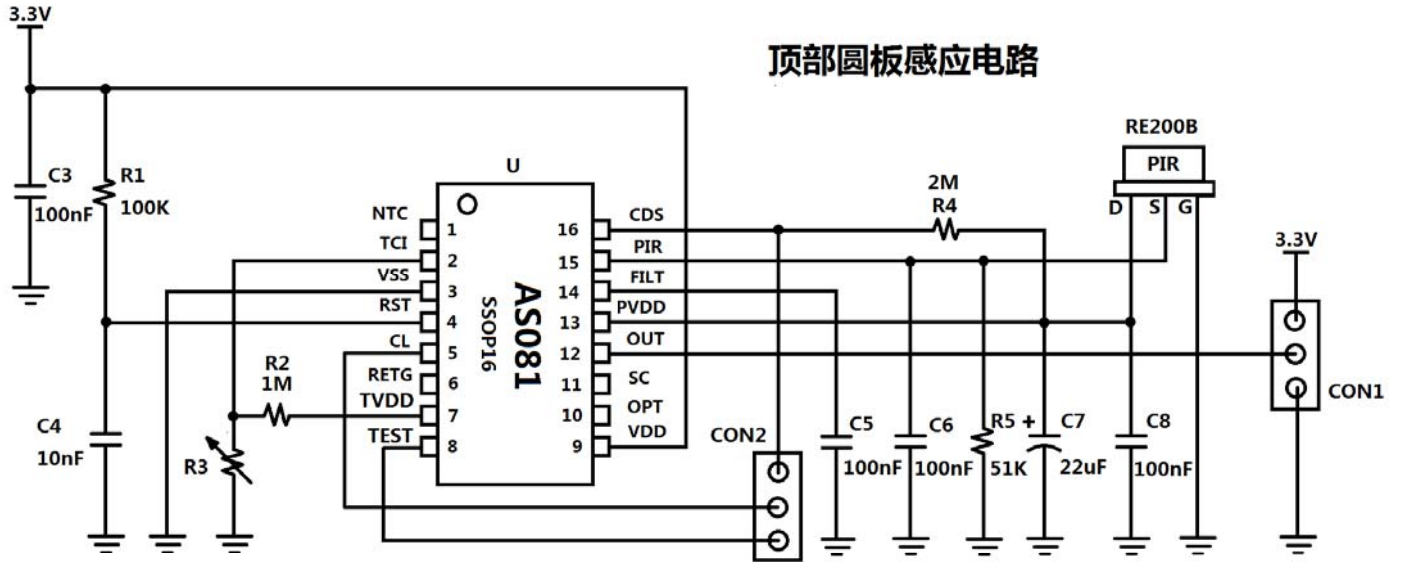 3.3V
顶部圆板感应电路
RE200B
PIR
D S G
C3
100nF
R1
100K
U
2M
R4
3.3V
NTC
TCI
VSS
RST
CL
RETG
TVDD
TEST
1
2
3
4
5
6
7
8
AS081
SSOP16
16
15
14
13
12
11
10
9
CDS
PIR
FILT
PVDD
OUT
SC
OPT
VDD
R2
1M
R3
C4
10nF
CON2
C5
100nF
C6
100nF
R5
51K
+
C7
22uF
C8
100nF
CON1